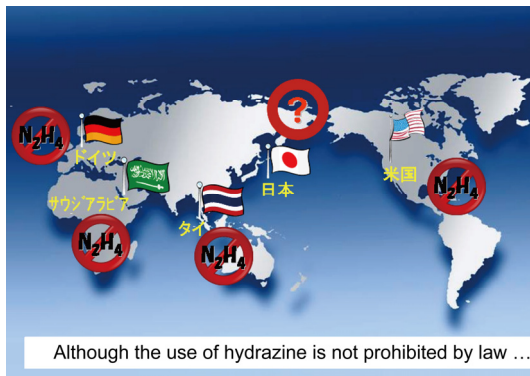 ?
N₂H₄
ドイツ
サウジアラビア
日本
米国
N₂H₄
タイ
N₂H₄
N₂H₄
Although the use of hydrazine is not prohibited by law …